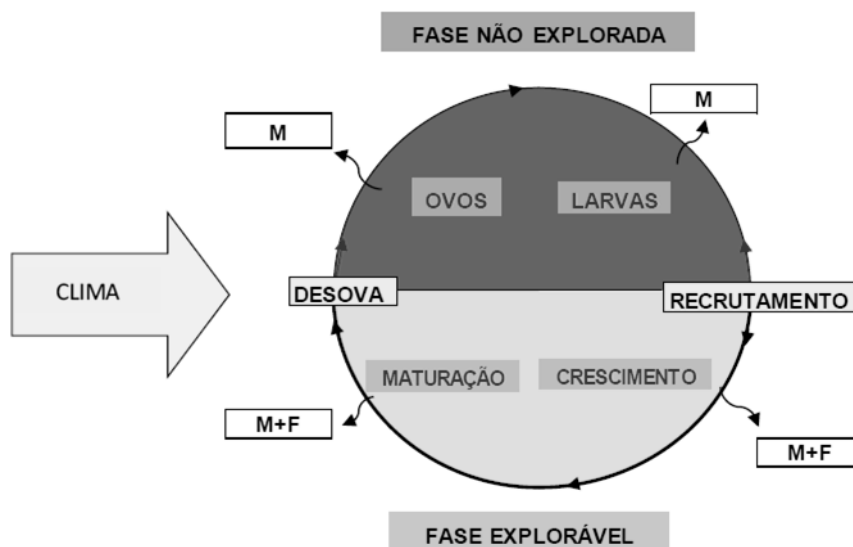 FASE NÃO EXPLORADA
M
M
OVOS
LARVAS
CLIMA
DESOVA
RECRUTAMENTO
MATURAÇÃO
CRESCIMENTO
M+F
M+F
FASE EXPLORÁVEL